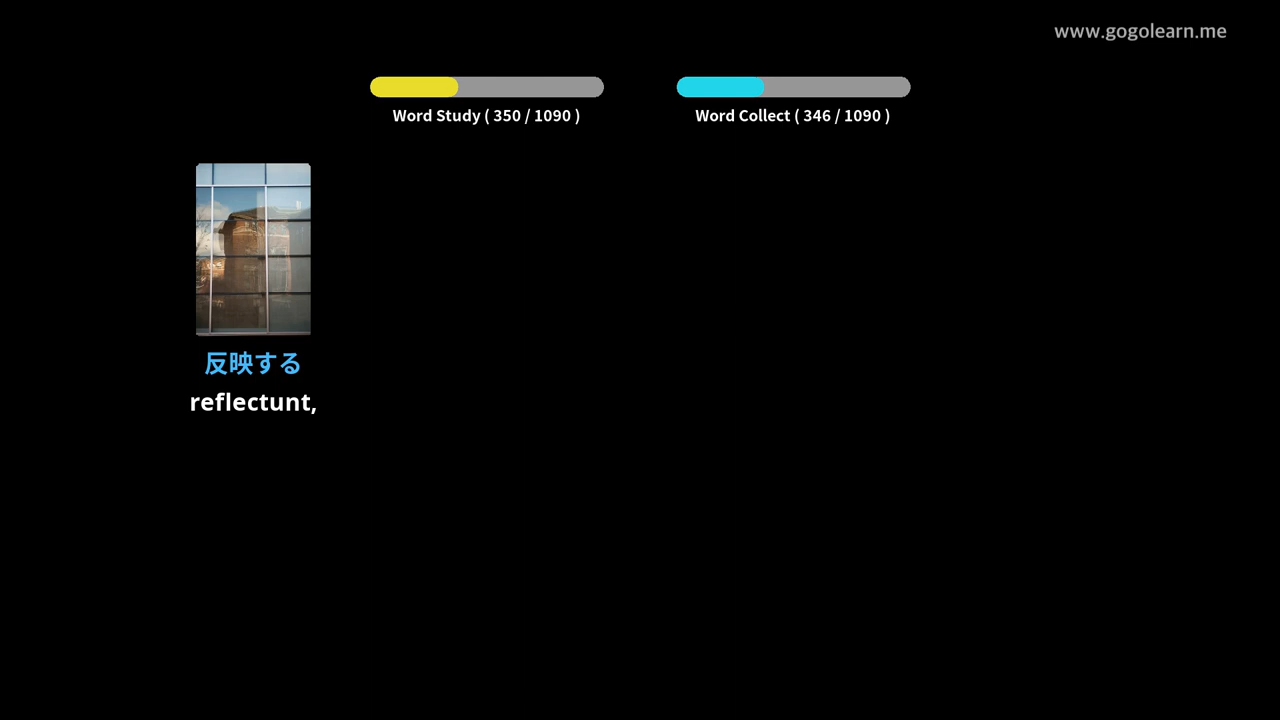 www.gogolearn.me
Word Study ( 350 / 1090 )
Word Collect ( 346 / 1090 )
反映する
reflectunt,